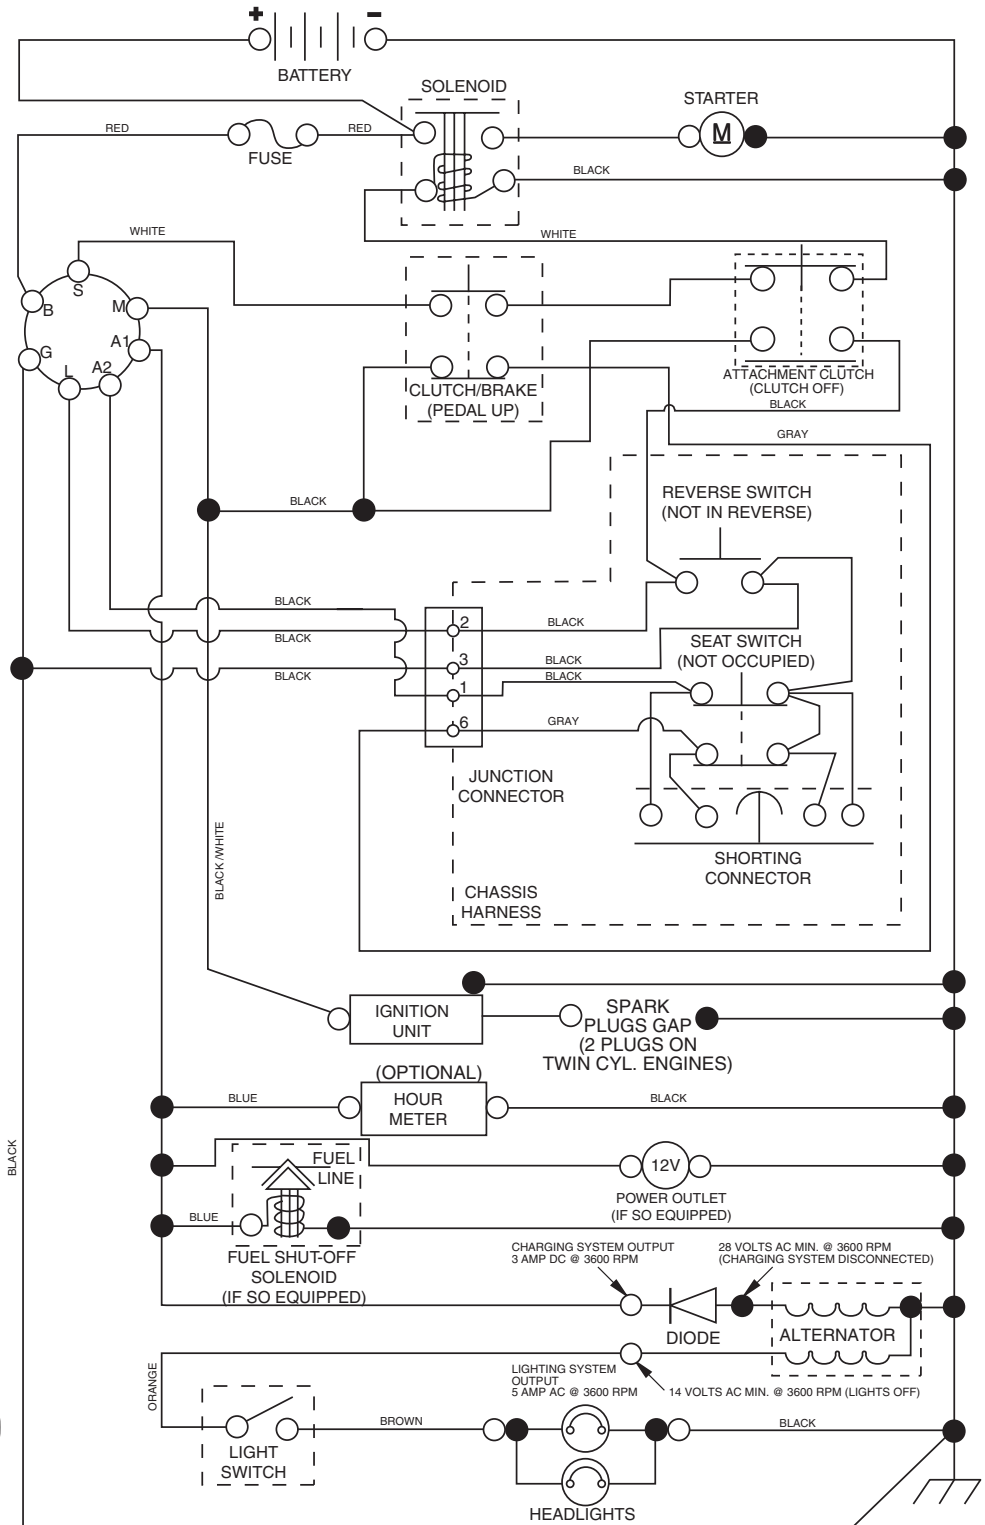 + -
BATTERY
SOLENOID
STARTER
RED
RED
M
FUSE
BLACK
WHITE
WHITE
S
B
M
A1
G
A2
L
CLUTCH/BRAKE
(PEDAL UP)
ATTACHMENT CLUTCH
(CLUTCH OFF)
BLACK
GRAY
REVERSE SWITCH
(NOT IN REVERSE)
BLACK
BLACK
2
BLACK
BLACK
SEAT SWITCH
(NOT OCCUPIED)
3
BLACK
BLACK
BLACK
1
6
GRAY
JUNCTION
CONNECTOR
SHORTING
CONNECTOR
BLACK /WHITE
CHASSIS
HARNESS
IGNITION
UNIT
SPARK
PLUGS GAP
(2 PLUGS ON
TWIN CYL. ENGINES)
(OPTIONAL)
HOUR
METER
BLUE
BLACK
BLACK
FUEL
LINE
12V
POWER OUTLET
(IF SO EQUIPPED)
BLUE
FUEL SHUT-OFF
SOLENOID
(IF SO EQUIPPED)
CHARGING SYSTEM OUTPUT
3 AMP DC @ 3600 RPM
28 VOLTS AC MIN. @ 3600 RPM
(CHARGING SYSTEM DISCONNECTED)
DIODE
ALTERNATOR
LIGHTING SYSTEM
OUTPUT
5 AMP AC @ 3600 RPM
14 VOLTS AC MIN. @ 3600 RPM (LIGHTS OFF)
ORANGE
BROWN
BLACK
LIGHT
SWITCH
HEADLIGHTS